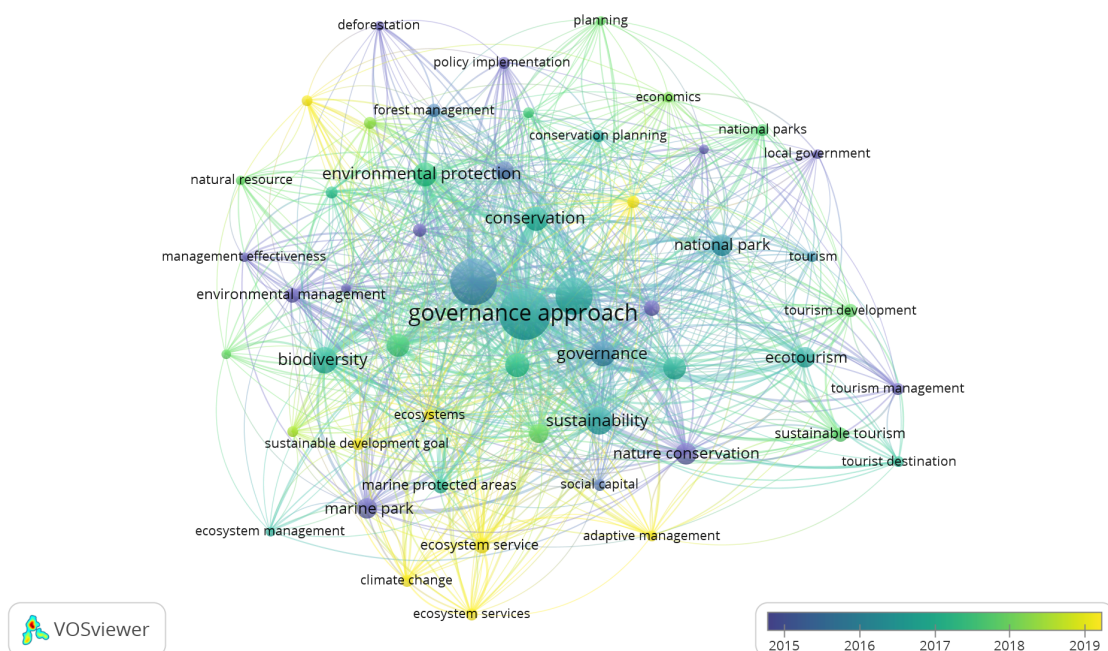 planning
deforestation
policy implementation
economics
forest management
national parks
conservation planning
local government
environmental protection
natural resource
conservation
national park
management effectiveness
tourism
environmental management
governance approach
tourism development
governance
biodiversity
ecotourism
tourism management
ecosystems
sustainability
sustainable development goal
sustainable tourism
nature conservation
tourist destination
marine protected areas
social capital
marine park
ecosystem management
adaptive management
ecosystem service
climate change
ecosystem services
VOSviewer
2015 2016 2017 2018 2019